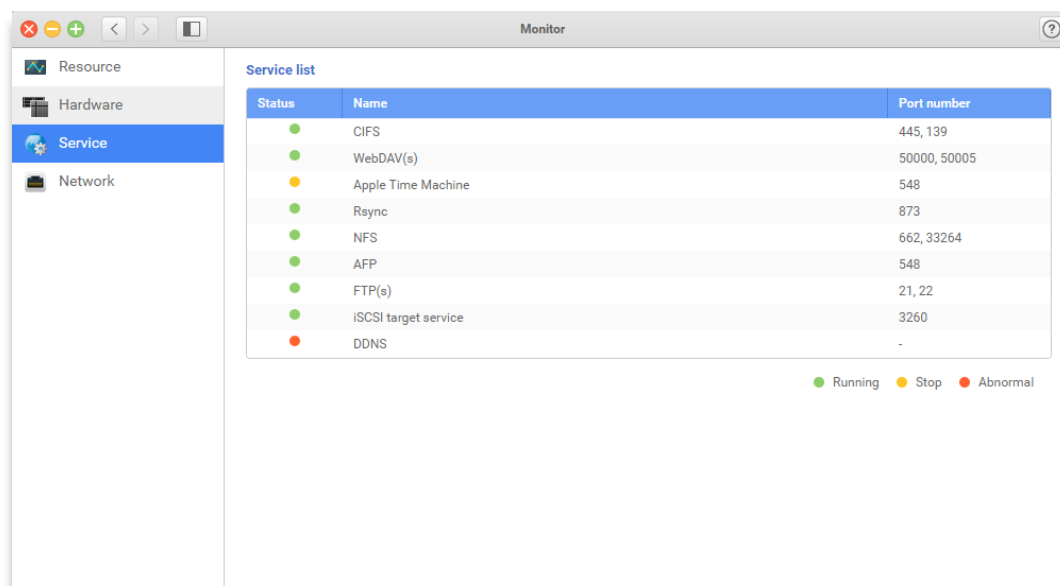 Monitor
?
Resource
Hardware
Service
Network
Service list
Status Name Port number
CIFS 445, 139
WebDAV(s) 50000, 50005
Apple Time Machine 548
Rsync 873
NFS 662, 33264
AFP 548
FTP(s) 21, 22
iSCSI target service 3260
DDNS -
Running Stop Abnormal